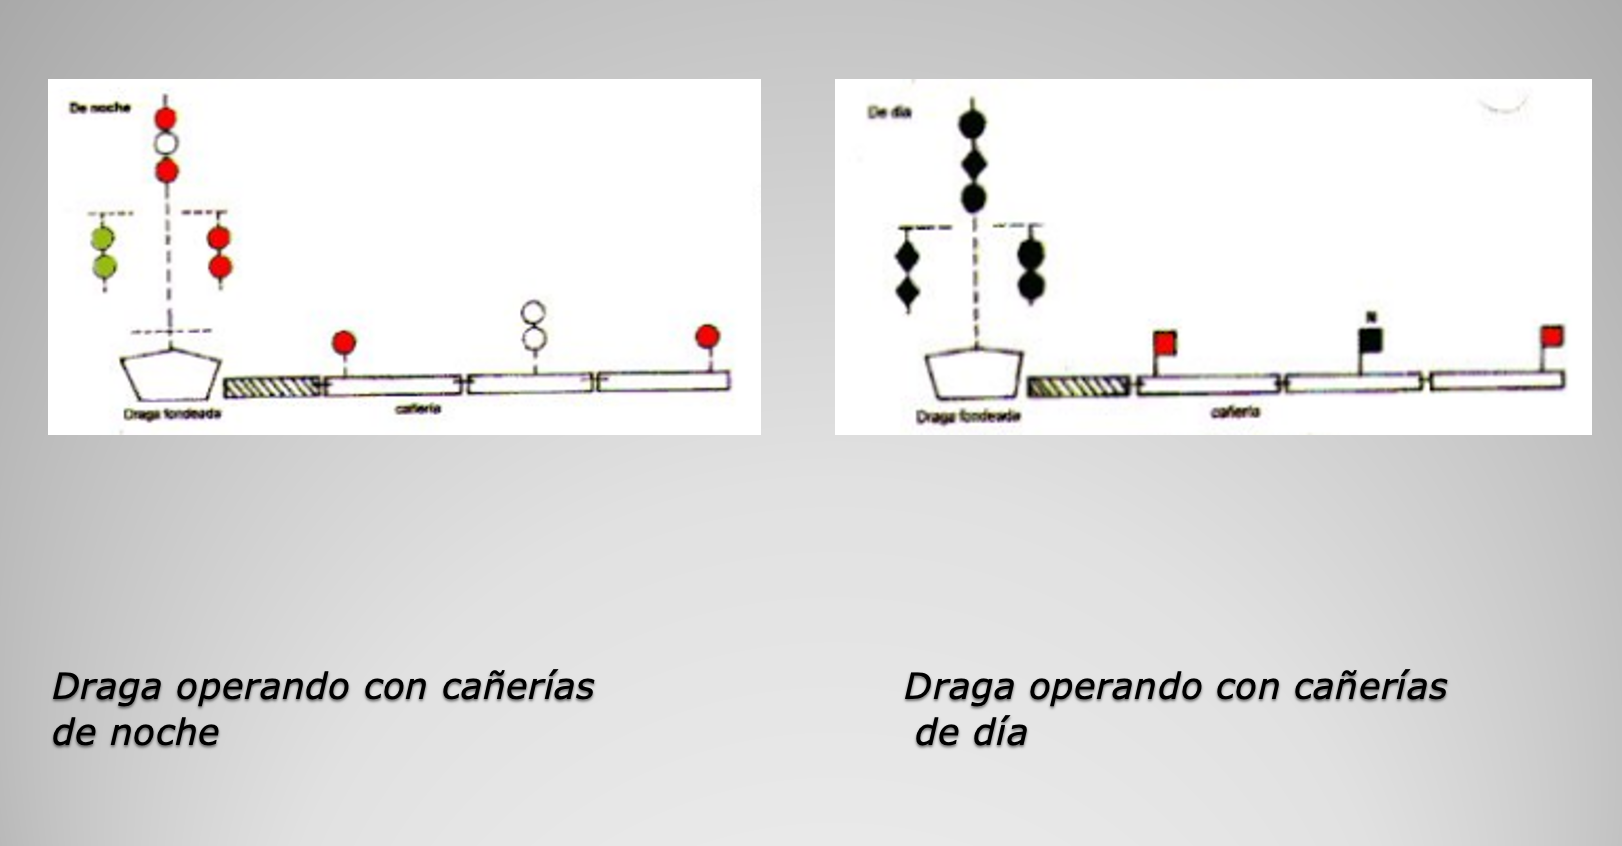 De noche
Draga fondeada
cañería
De día
N
Draga fondeada
cañería
Draga operando con cañerías
de noche
Draga operando con cañerías
de día